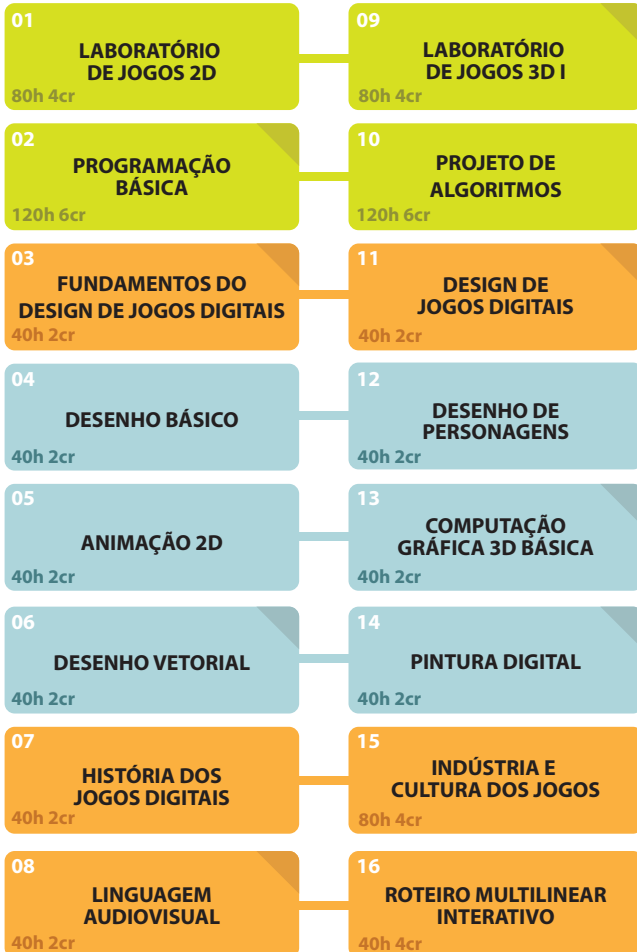 01
LABORATÓRIO
DE JOGOS 2D
80h 4cr
09
LABORATÓRIO
DE JOGOS 3D I
80h 4cr
02
PROGRAMAÇÃO
BÁSICA
120h 6cr
10
PROJETO DE
ALGORITMOS
120h 6cr
03
FUNDAMENTOS DO
DESIGN DE JOGOS DIGITAIS
40h 2cr
11
DESIGN DE
JOGOS DIGITAIS
40h 2cr
04
DESENHO BÁSICO
40h 2cr
12
DESENHO DE
PERSONAGENS
40h 2cr
05
ANIMAÇÃO 2D
40h 2cr
13
COMPUTAÇÃO
GRÁFICA 3D BÁSICA
40h 2cr
06
DESENHO VETORIAL
40h 2cr
14
PINTURA DIGITAL
40h 2cr
07
HISTÓRIA DOS
JOGOS DIGITAIS
40h 2cr
15
INDÚSTRIA E
CULTURA DOS JOGOS
80h 4cr
08
LINGUAGEM
AUDIOVISUAL
40h 2cr
16
ROTEIRO MULTILINEAR
INTERATIVO
40h 4cr